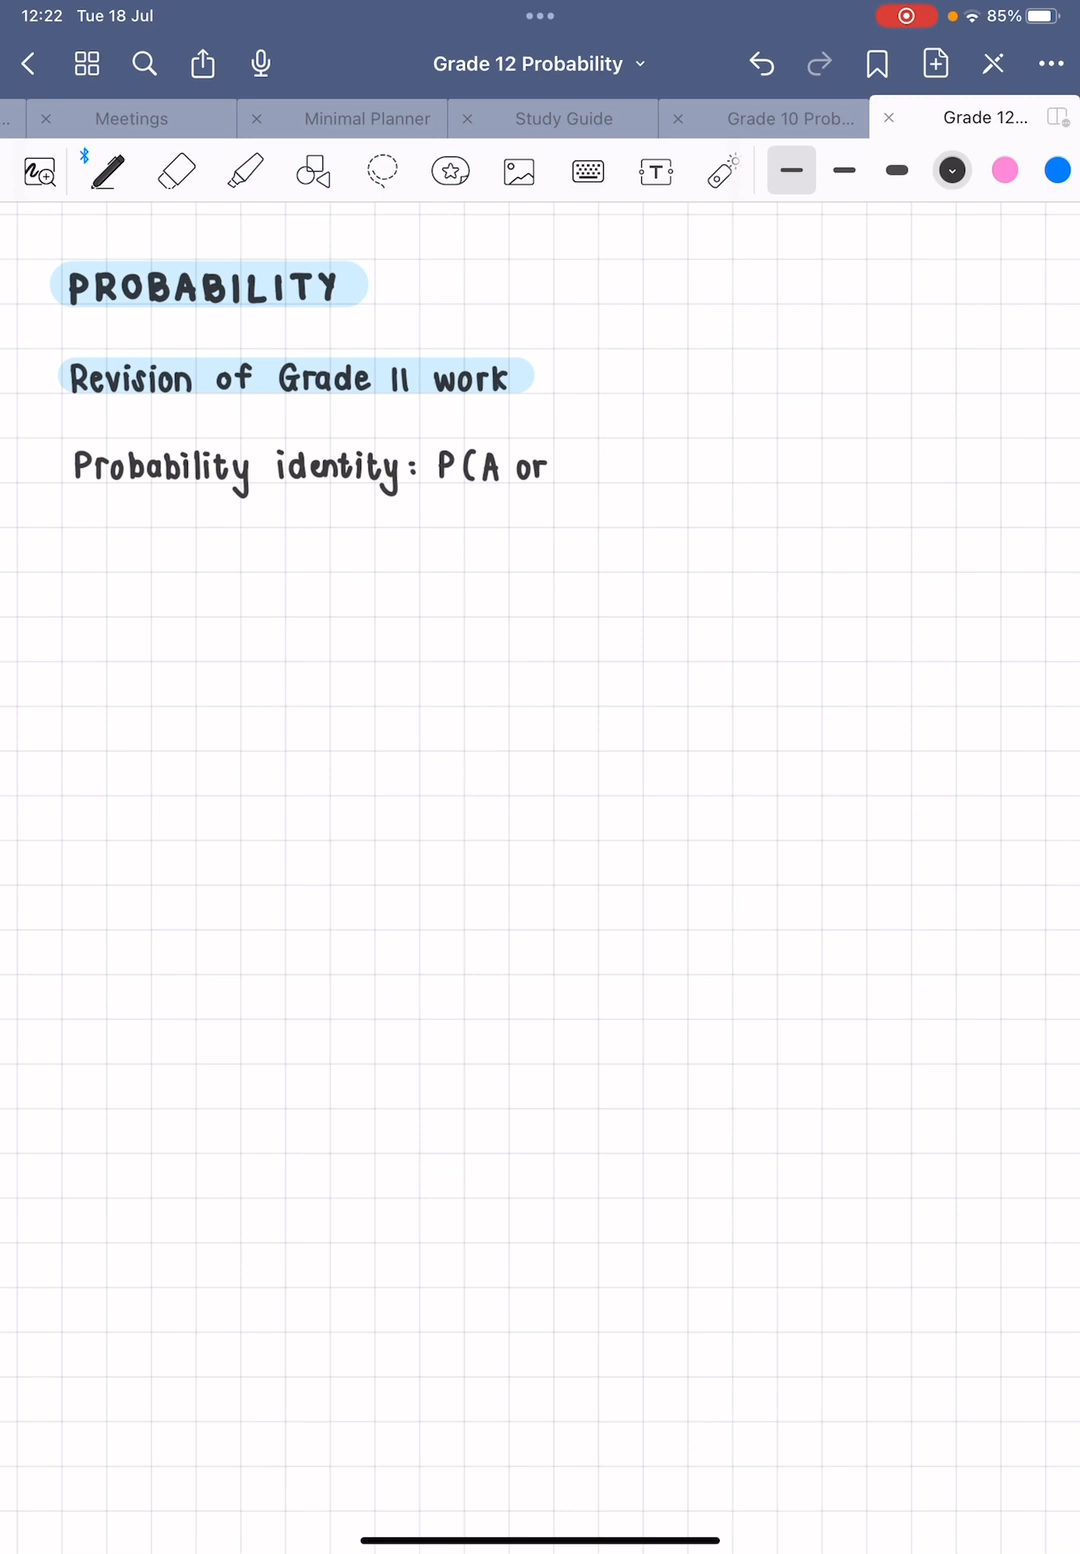 12:22 Tue 18 Jul 85%
Grade 12 Probability
... Meetings Minimal Planner Study Guide Grade 10 Prob... Grade 12...
T
PROBABILITY
Revision of Grade 11 work
Probability identity: P(A or